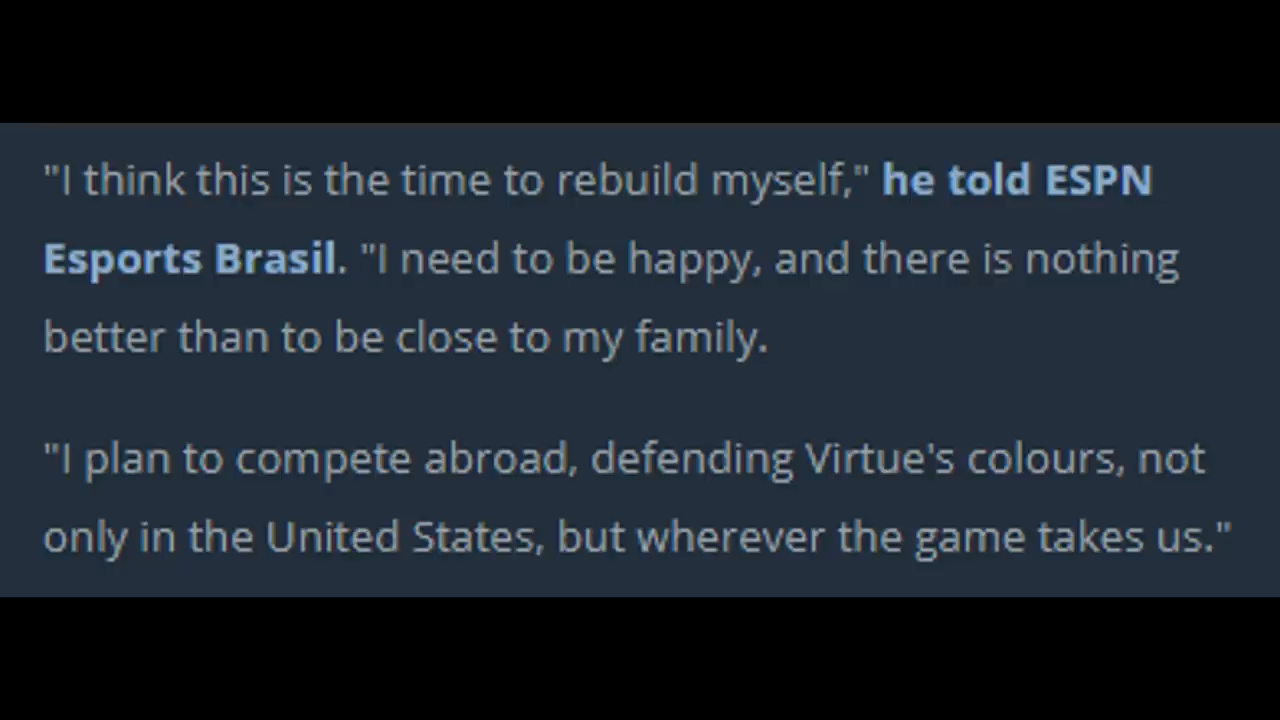 "I think this is the time to rebuild myself," he told ESPN
Esports Brasil. "I need to be happy, and there is nothing
better than to be close to my family.
"I plan to compete abroad, defending Virtue's colours, not
only in the United States, but wherever the game takes us."